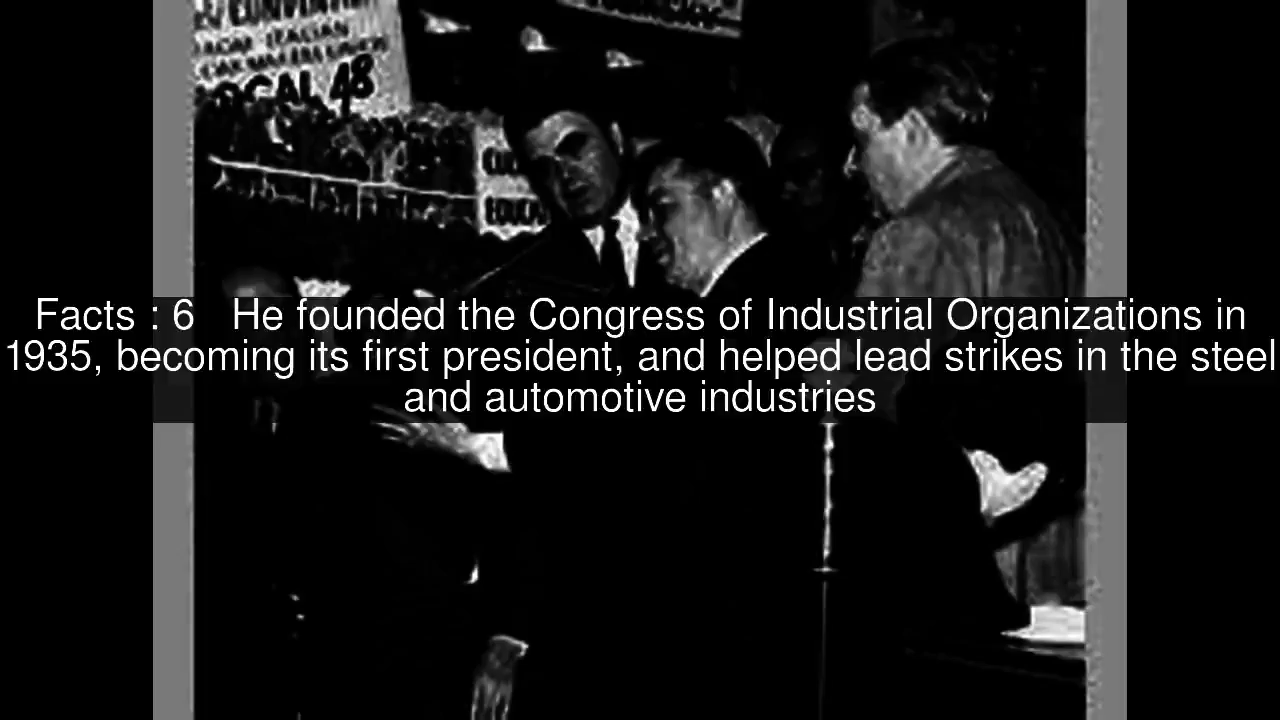 ITALIAN
LOCAL 48
Facts : 6 He founded the Congress of Industrial Organizations in
1935, becoming its first president, and helped lead strikes in the steel
and automotive industries